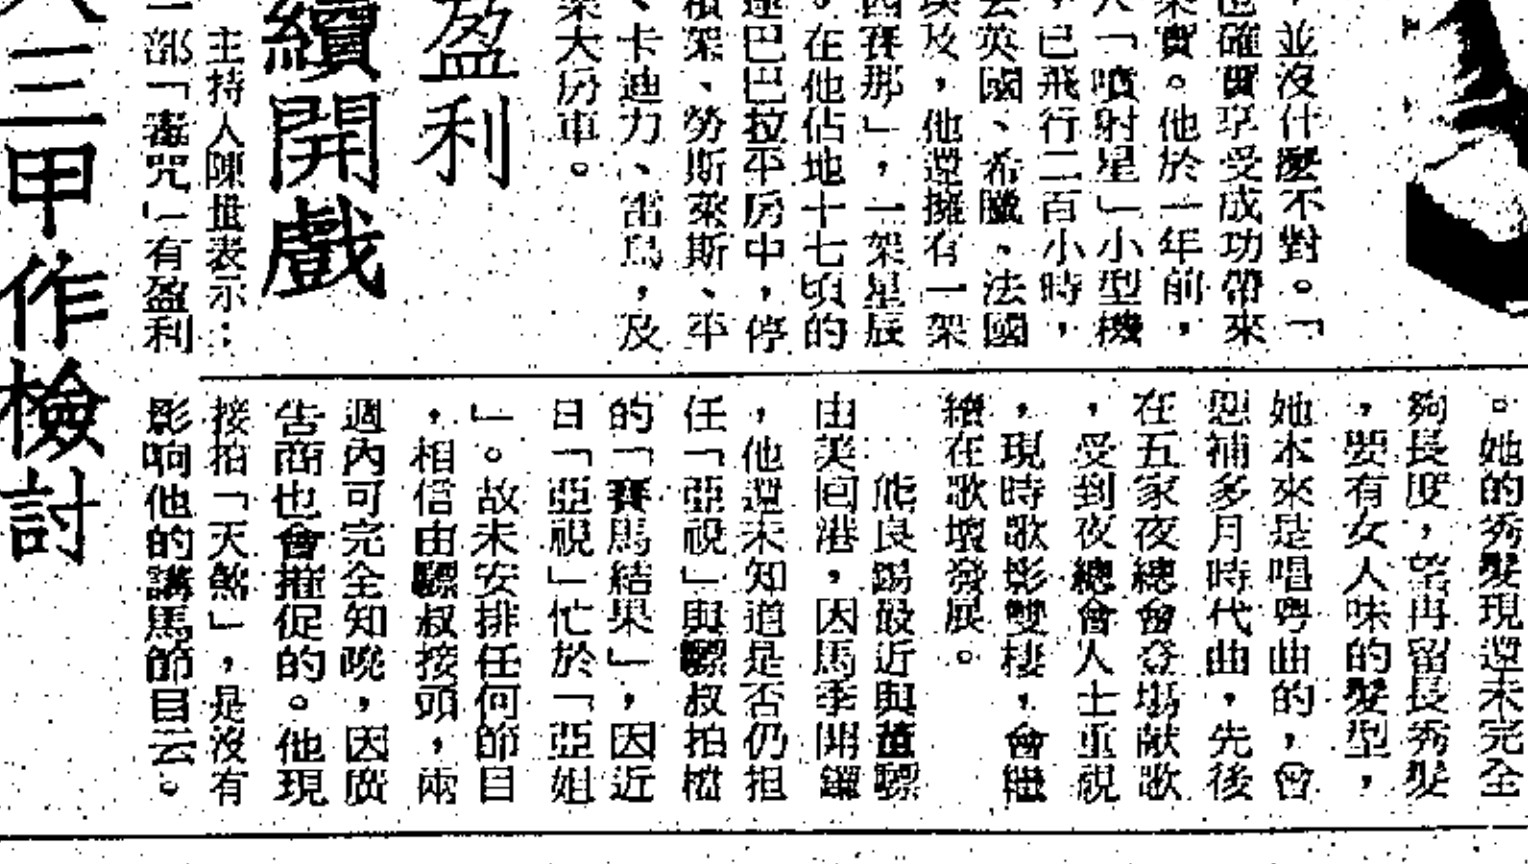 ，並沒什麼不對。「
也確實享受成功帶來
果實。他於一年前，
人「噴射星」小型機
，已飛行二百小時，
去英國、希臘、法國
埃及，他還擁有一架
西賽那」，一架星辰
。在他佔地十七頃的
達巴巴拉平房中，停
積架、勞斯萊斯、平
、卡迪力、雷鳥，及
架大房車。
盈利
續開戲
主持人陳堆表示：
一部「毒咒」有盈利
三甲作檢討
。她的秀髮現還未完全
夠長度，望再留長秀髮
，要有女人味的髮型，
她本來是唱粵曲的，曾
惡補多月時代曲，先後
在五家夜總會登場献歌
，受到夜總會人士重視
，現時歌影雙棲，會繼
續在歌壇發展。
熊良錫最近與董驃
由美囘港，因馬季開鑼
，他還未知道是否仍担
任「亞視」與驃叔拍檔
的「賽馬結果」，因近
日「亞視」忙於「亞姐
」。故未安排任何節目
，相信由驃叔接頭，兩
週內可完全知曉，因廣
告商也會摧促的。他現
接拍「天煞」，是沒有
影响他的講馬節目云。